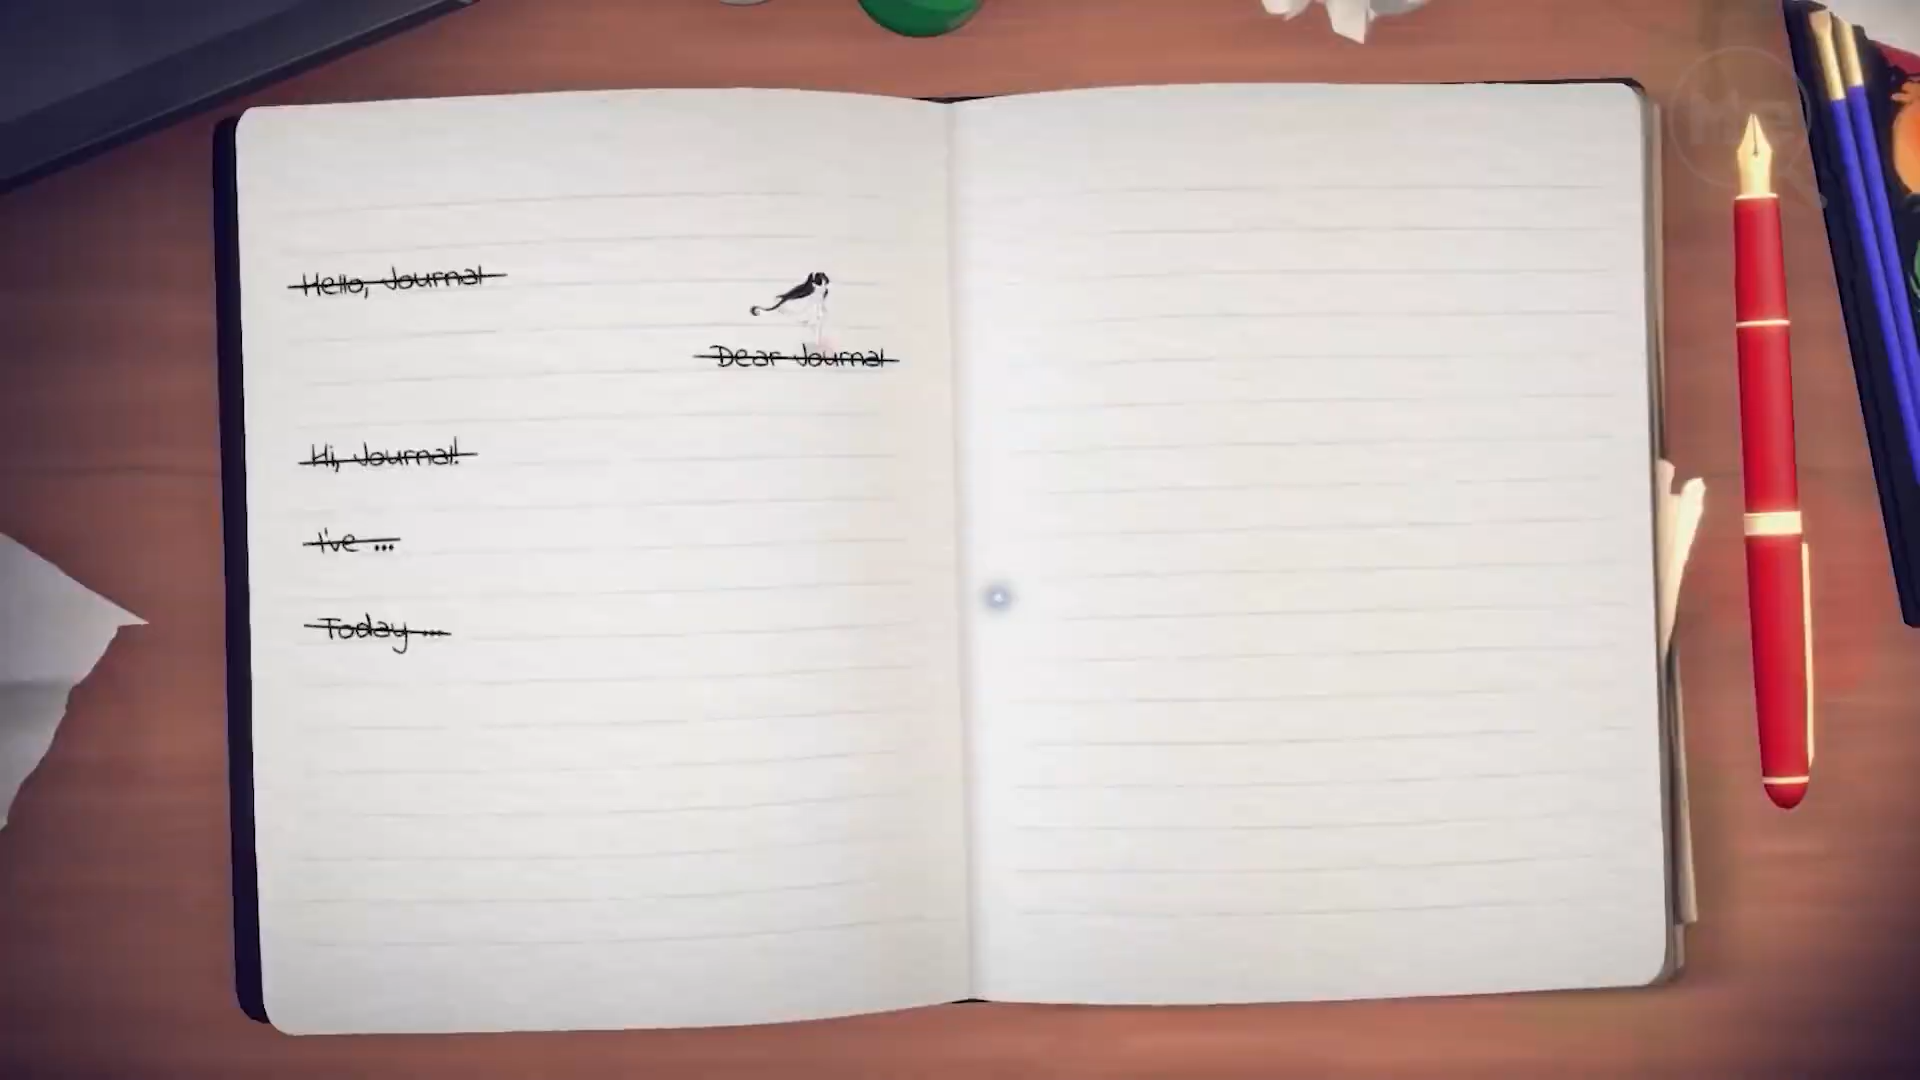 Hello, Journal
Dear Journal
Hi, Journal!
I've ...
Today ...